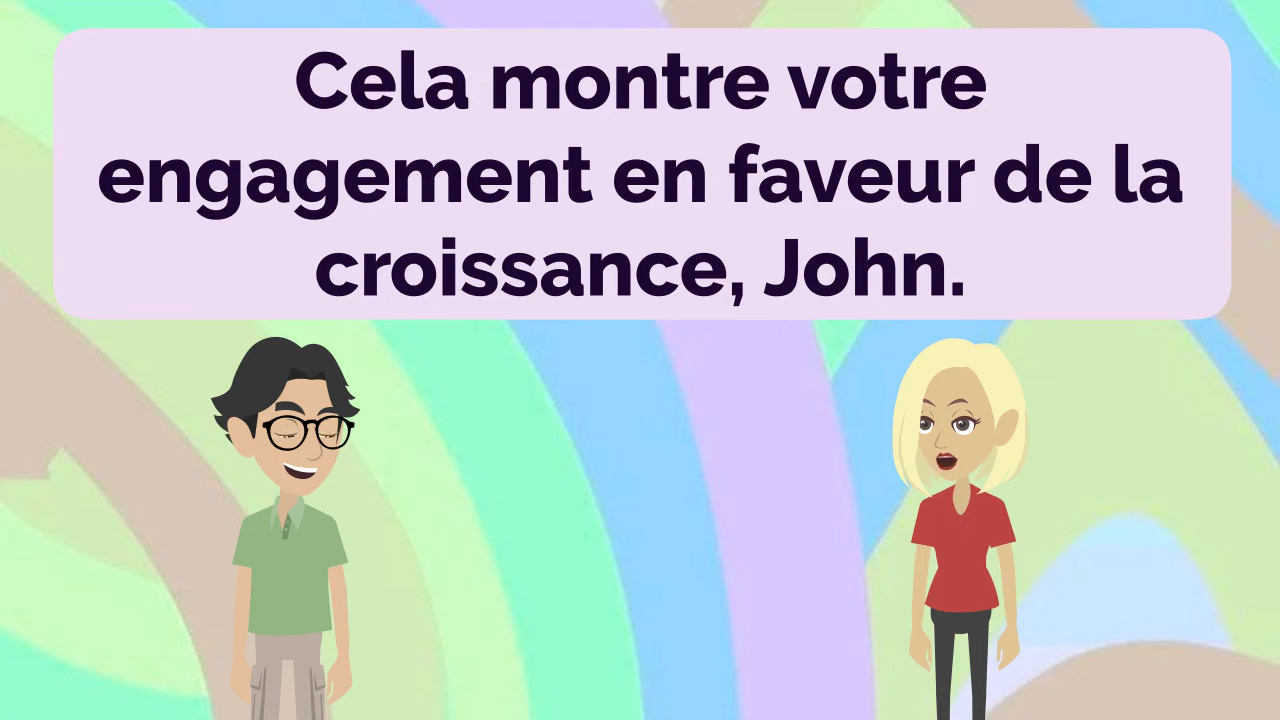 Cela montre votre
engagement en faveur de la
croissance, John.